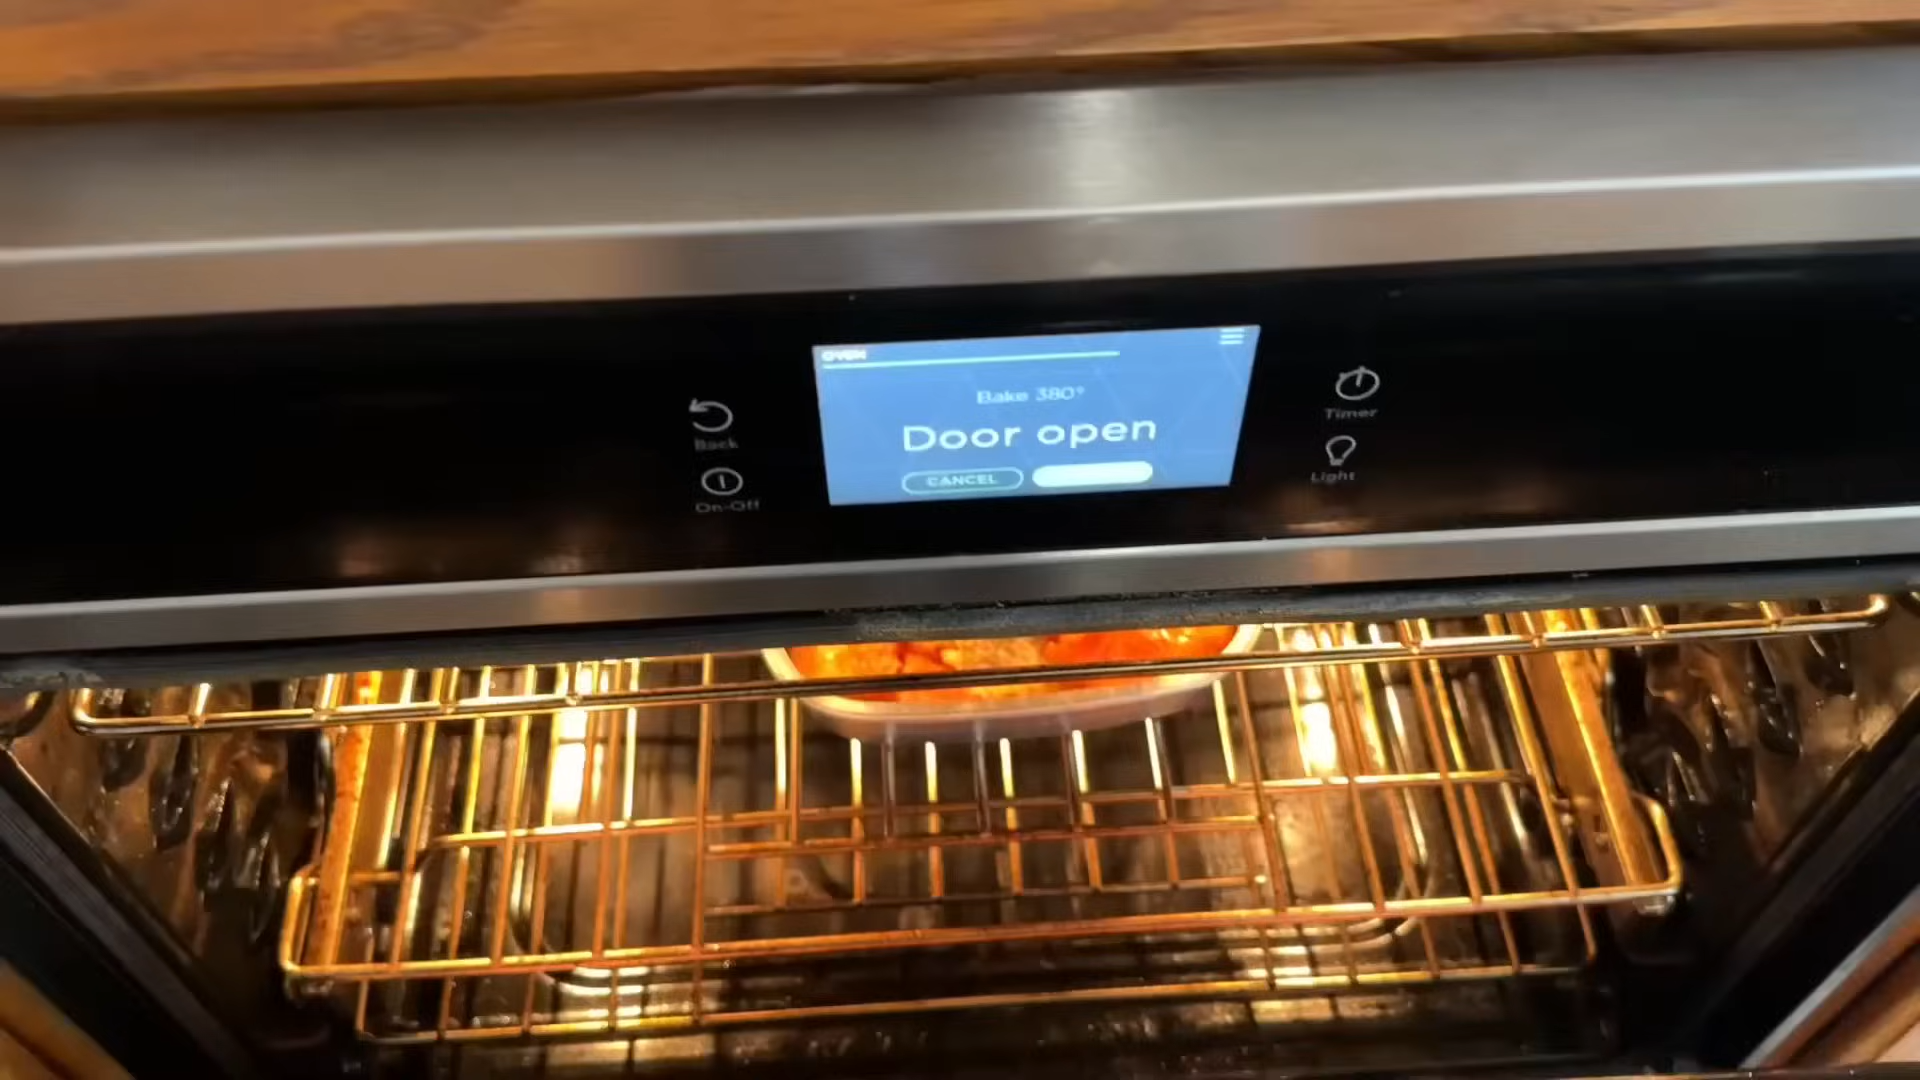 OVEN
Bake 380°
Door open
CANCEL
Back
On-Off
Timer
Light